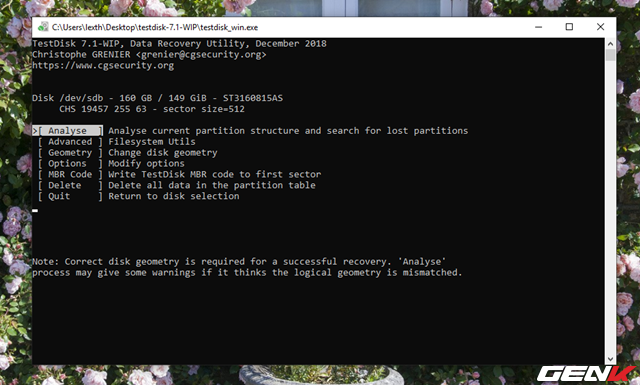 C:\Users\lexth\Desktop\testdisk-7.1-WIP\testdisk_win.exe
TestDisk 7.1-WIP, Data Recovery Utility, December 2018
Christophe GRENIER <grenier@cgsecurity.org>
https://www.cgsecurity.org
Disk /dev/sdb - 160 GB / 149 GiB - ST3160815AS
CHS 19457 255 63 - sector size=512
>[ Analyse ] Analyse current partition structure and search for lost partitions
[ Advanced ] Filesystem Utils
[ Geometry ] Change disk geometry
[ Options ] Modify options
[ MBR Code ] Write TestDisk MBR code to first sector
[ Delete ] Delete all data in the partition table
[ Quit ] Return to disk selection
Note: Correct disk geometry is required for a successful recovery. 'Analyse'
process may give some warnings if it thinks the logical geometry is mismatched.
GENK